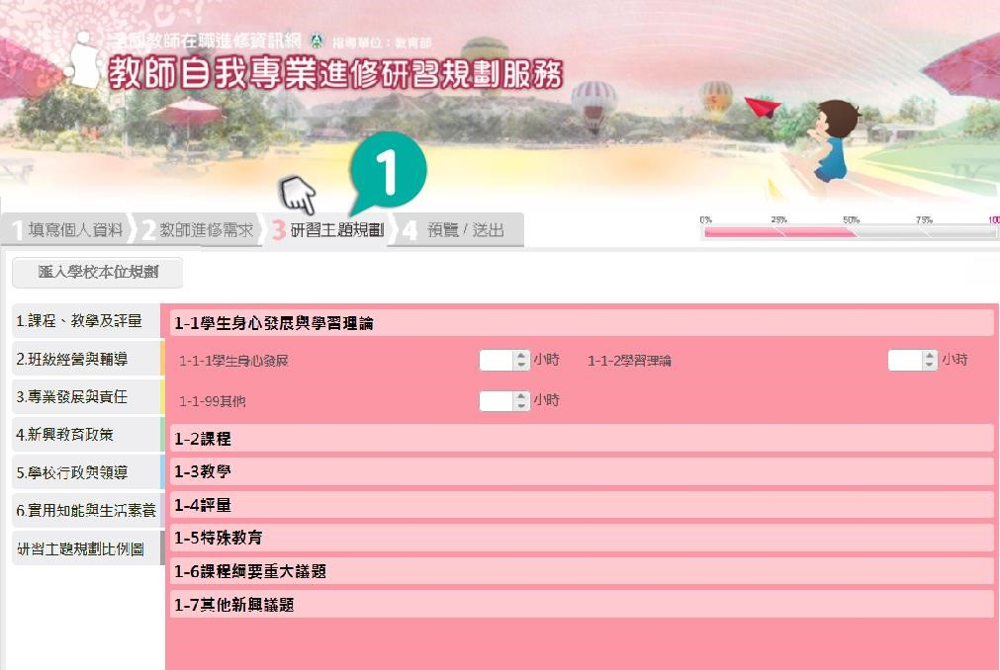 全國教師在職進修資訊網 指導單位：教育部
教師自我專業進修研習規劃服務
1
1 填寫個人資料 2 教師進修需求 3 研習主題規劃 4 預覽 / 送出
0% 25% 50% 75% 100
匯入學校本位規劃
1.課程、教學及評量
2.班級經營與輔導
3.專業發展與責任
4.新興教育政策
5.學校行政與領導
6.實用知能與生活素養
研習主題規劃比例圖
1-1學生身心發展與學習理論
1-1-1學生身心發展 小時 1-1-2學習理論 小時
1-1-99其他 小時
1-2課程
1-3教學
1-4評量
1-5特殊教育
1-6課程綱要重大議題
1-7其他新興議題